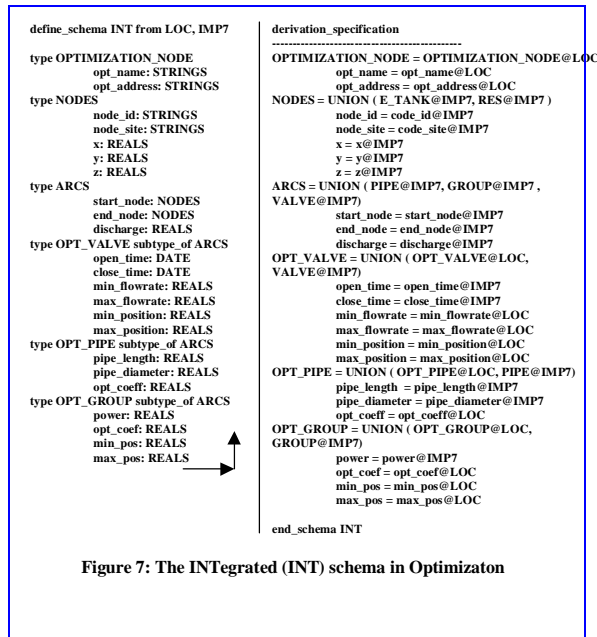 define_schema INT from LOC, IMP7
type OPTIMIZATION_NODE
opt_name: STRINGS
opt_address: STRINGS
type NODES
node_id: STRINGS
node_site: STRINGS
x: REALS
y: REALS
z: REALS
type ARCS
start_node: NODES
end_node: NODES
discharge: REALS
type OPT_VALVE subtype_of ARCS
open_time: DATE
close_time: DATE
min_flowrate: REALS
max_flowrate: REALS
min_position: REALS
max_position: REALS
type OPT_PIPE subtype_of ARCS
pipe_length: REALS
pipe_diameter: REALS
opt_coeff: REALS
type OPT_GROUP subtype_of ARCS
power: REALS
opt_coef: REALS
min_pos: REALS
max_pos: REALS
derivation_specification
-----------------------------------------------
OPTIMIZATION_NODE = OPTIMIZATION_NODE@LOC
opt_name = opt_name@LOC
opt_address = opt_address@LOC
NODES = UNION ( E_TANK@IMP7, RES@IMP7 )
node_id = code_id@IMP7
node_site = code_site@IMP7
x = x@IMP7
y = y@IMP7
z = z@IMP7
ARCS = UNION ( PIPE@IMP7, GROUP@IMP7 ,
VALVE@IMP7)
start_node = start_node@IMP7
end_node = end_node@IMP7
discharge = discharge@IMP7
OPT_VALVE = UNION ( OPT_VALVE@LOC,
VALVE@IMP7)
open_time = open_time@IMP7
close_time = close_time@IMP7
min_flowrate = min_flowrate@LOC
max_flowrate = max_flowrate@LOC
min_position = min_position@LOC
max_position = max_position@LOC
OPT_PIPE = UNION ( OPT_PIPE@LOC, PIPE@IMP7)
pipe_length = pipe_length@IMP7
pipe_diameter = pipe_diameter@IMP7
opt_coeff = opt_coeff@LOC
OPT_GROUP = UNION ( OPT_GROUP@LOC,
GROUP@IMP7)
power = power@IMP7
opt_coef = opt_coef@LOC
min_pos = min_pos@LOC
max_pos = max_pos@LOC
end_schema INT
Figure 7: The INTegrated (INT) schema in Optimizaton